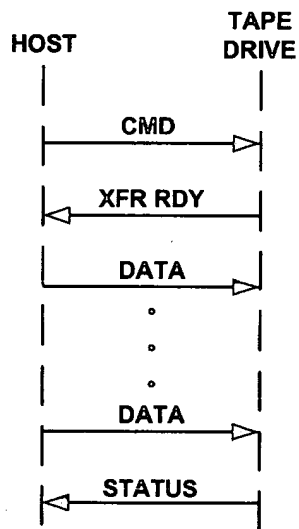 HOST
TAPE
DRIVE
CMD
XFR RDY
DATA
DATA
STATUS